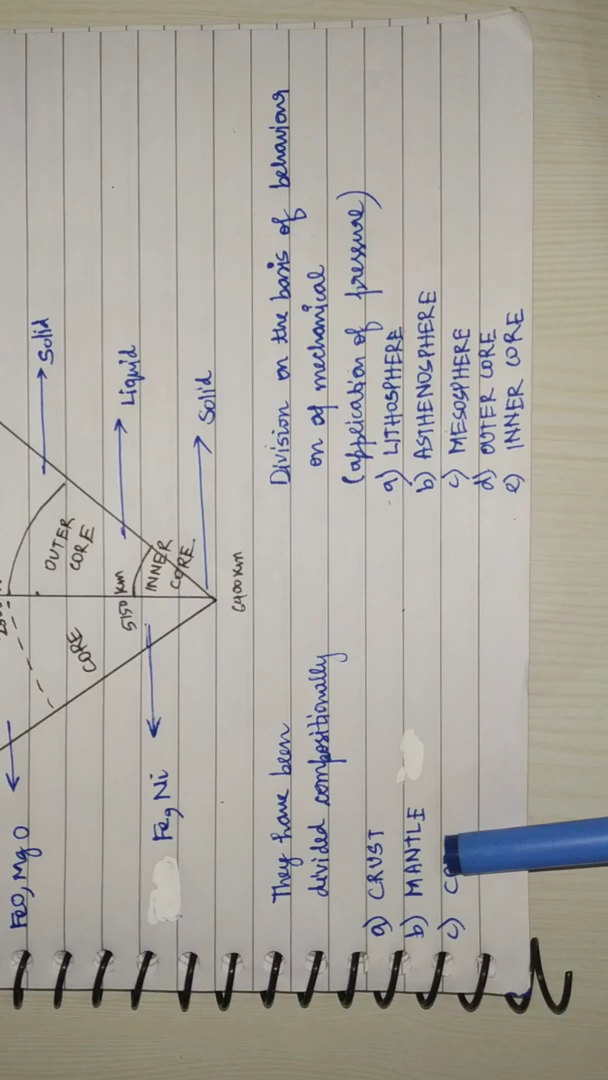 FeO, MgO
Solid
OUTER
CORE
CORE
Liquid
5150 km
INNER
CORE
Solid
Fe, Ni
6400 km
They have been
divided compositionally
a) CRUST
b) MANTLE
c)
Division on the basis of behaviour
on of mechanical
(application of pressure)
a) LITHOSPHERE
b) ASTHENOSPHERE
c) MESOSPHERE
d) OUTER CORE
e) INNER CORE